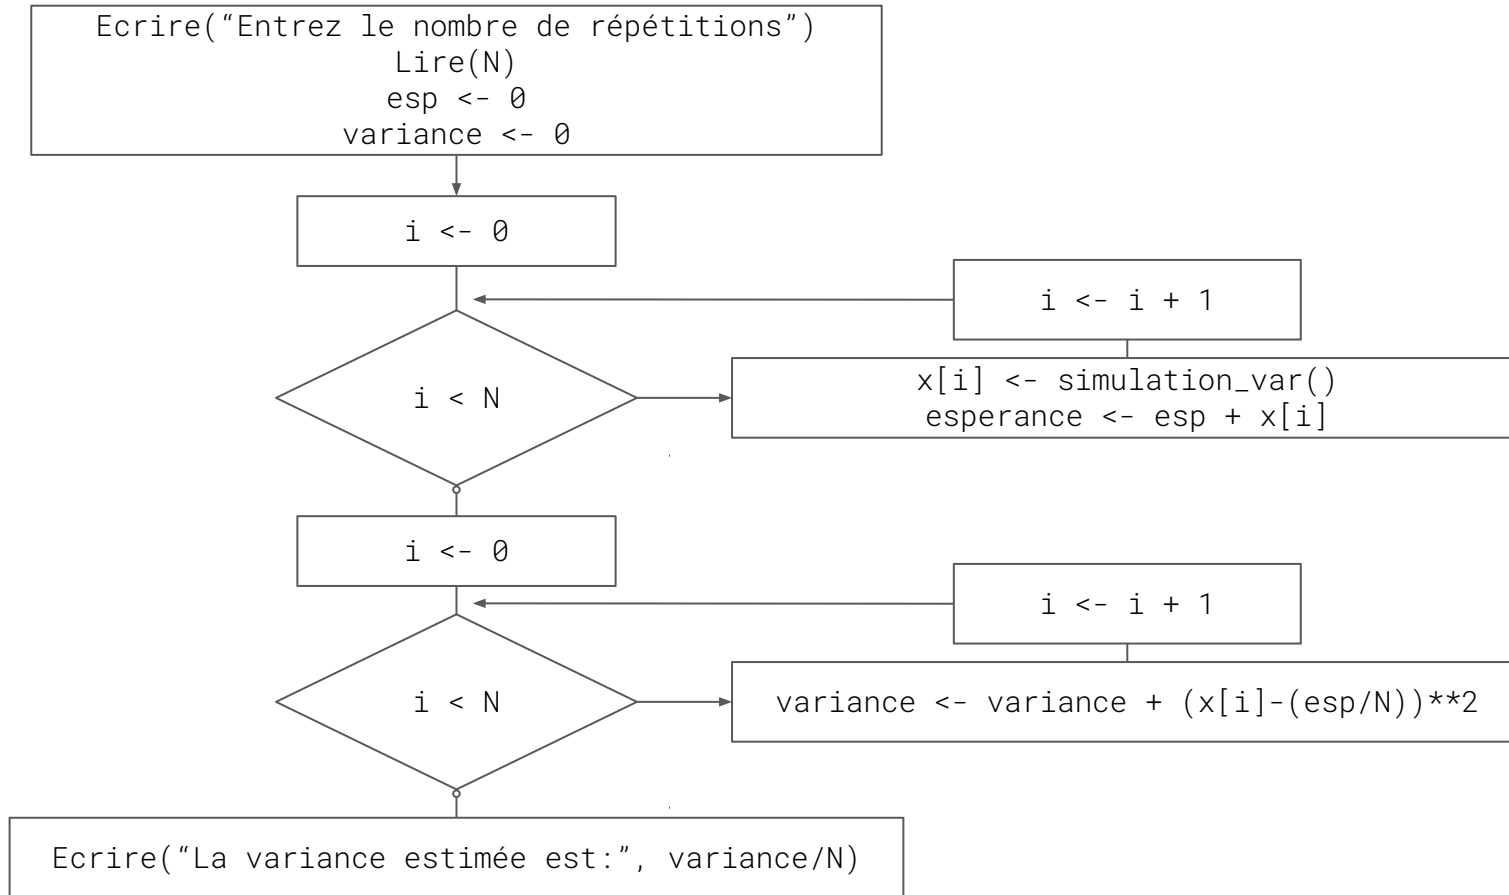 Ecrire(“Entrez le nombre de répétitions”)
Lire(N)
esp <- 0
variance <- 0
i <- 0
i <- i + 1
i < N
x[i] <- simulation_var()
esperance <- esp + x[i]
i <- 0
i <- i + 1
i < N
variance <- variance + (x[i]-(esp/N))**2
Ecrire(“La variance estimée est:”, variance/N)